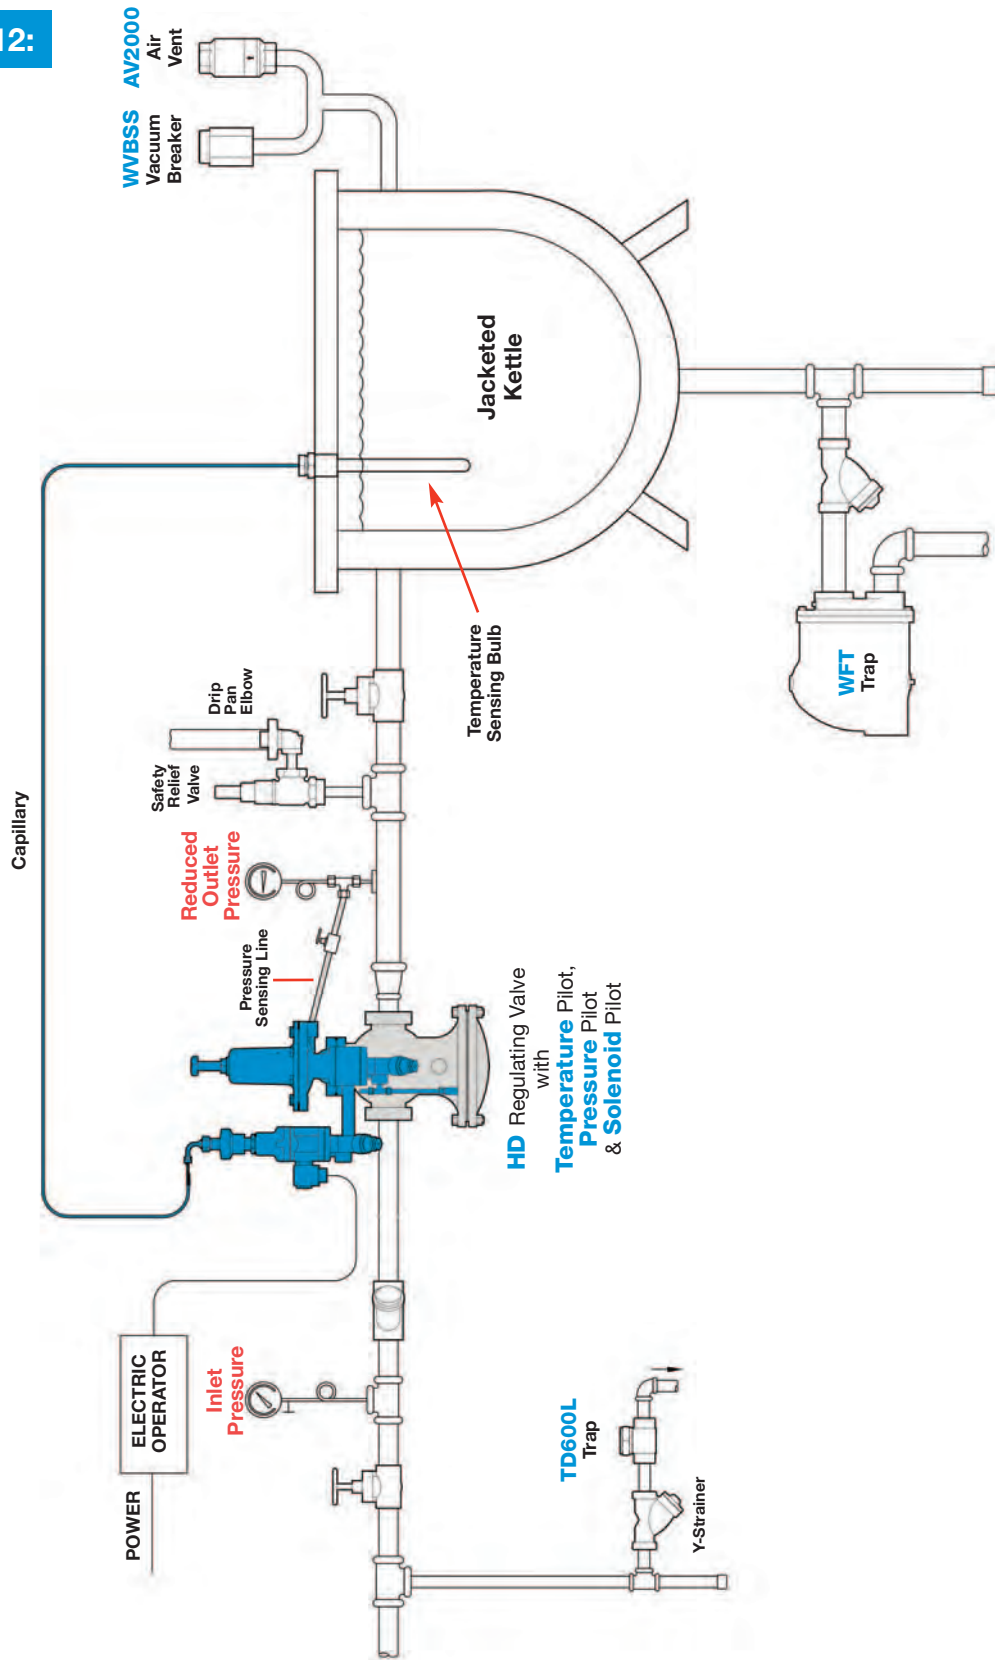 12:
WVBSS
Vacuum
Breaker
AV2000
Air
Vent
Capillary
Jacketed
Kettle
Temperature
Sensing Bulb
Drip
Pan
Elbow
Safety
Relief
Valve
Reduced
Outlet
Pressure
Pressure
Sensing Line
HD Regulating Valve
with
Temperature Pilot,
Pressure Pilot
& Solenoid Pilot
WFT
Trap
ELECTRIC
OPERATOR
POWER
Inlet
Pressure
TD600L
Trap
Y-Strainer